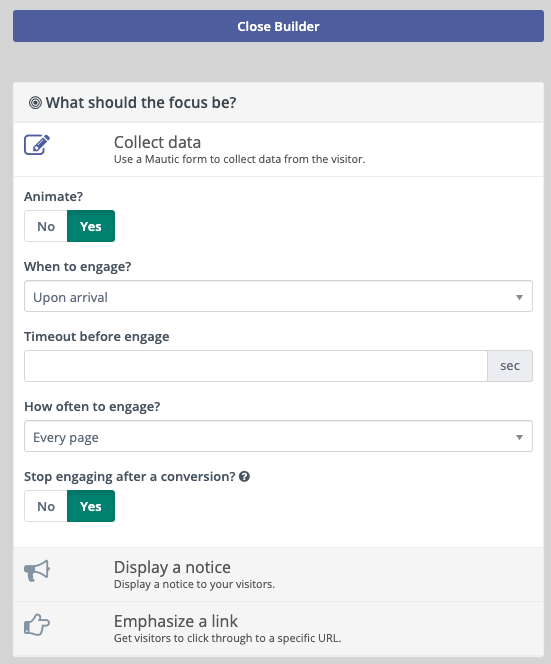 Close Builder
What should the focus be?
Collect data
Use a Mautic form to collect data from the visitor.
Animate?
No Yes
When to engage?
Upon arrival
Timeout before engage
sec
How often to engage?
Every page
Stop engaging after a conversion?
No Yes
Display a notice
Display a notice to your visitors.
Emphasize a link
Get visitors to click through to a specific URL.